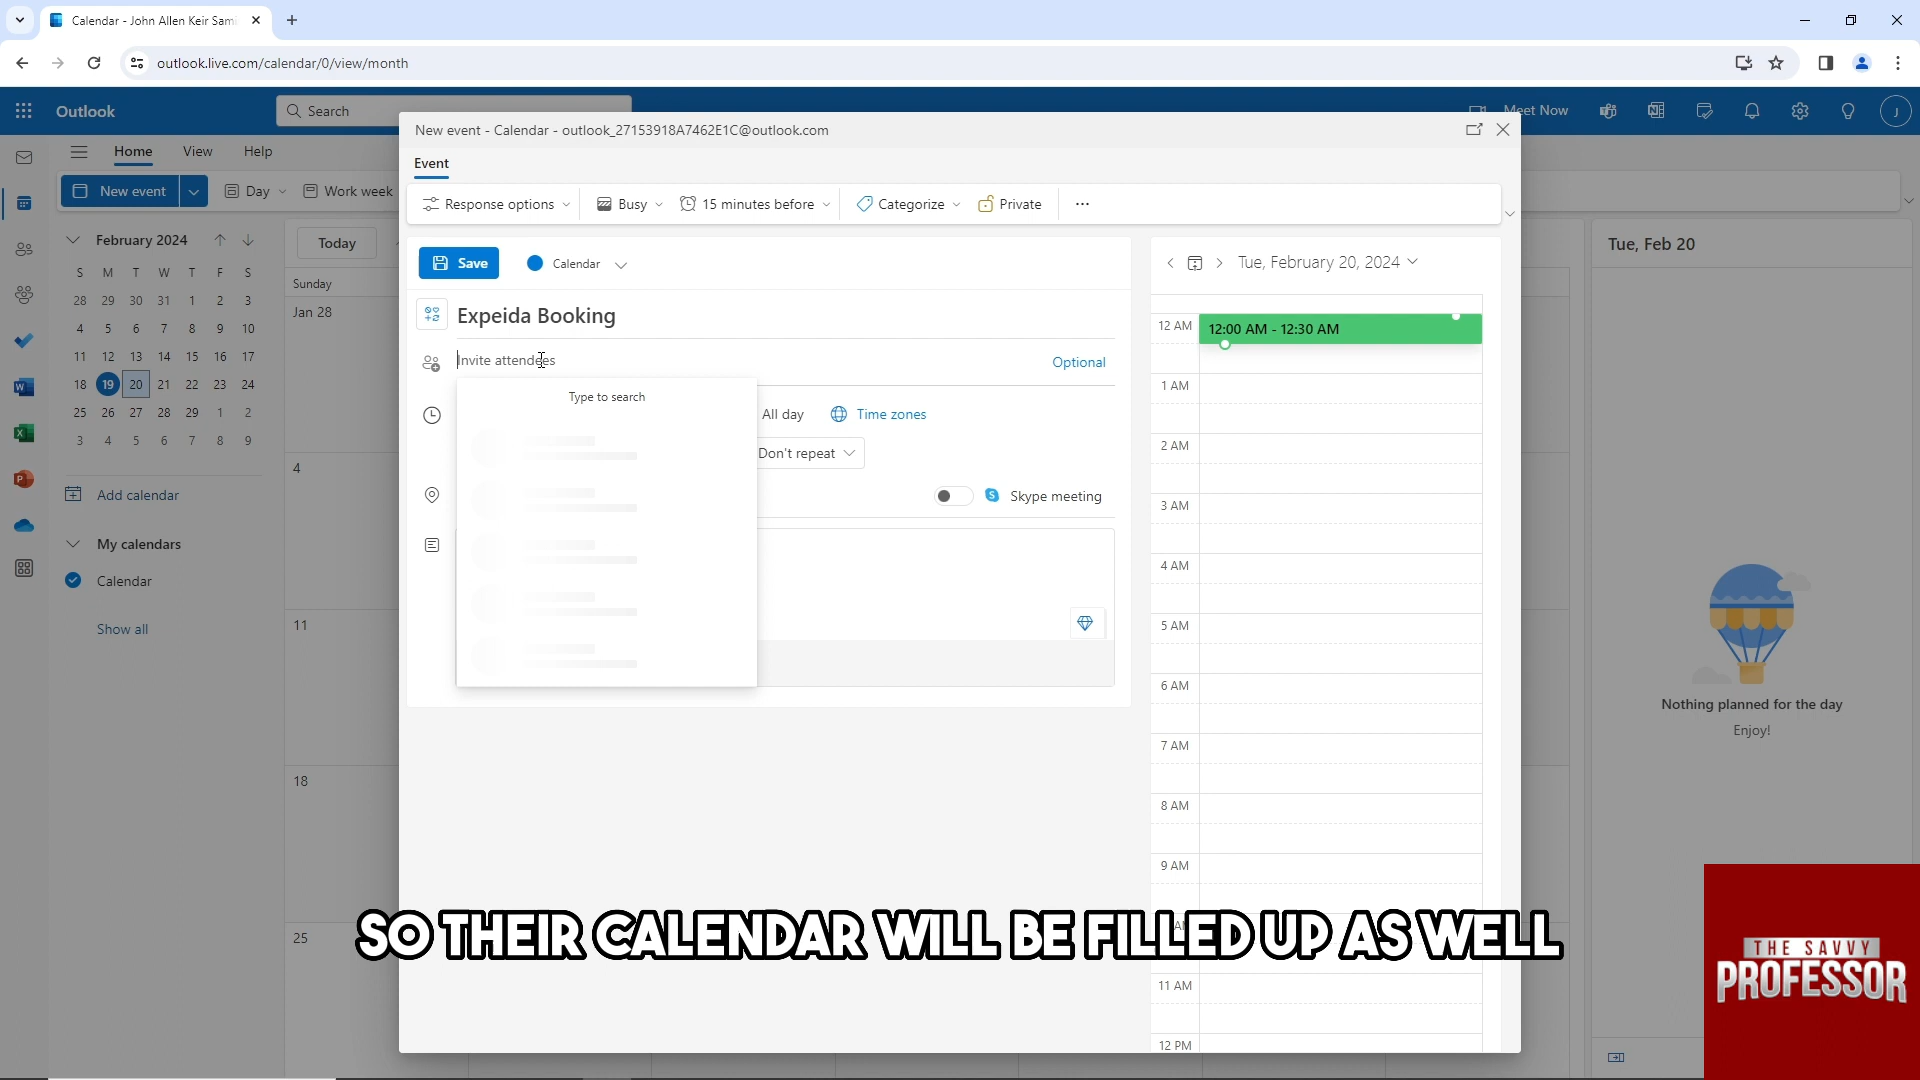 Calendar - John Allen Keir Sami
outlook.live.com/calendar/0/view/month
Outlook
Search
Meet Now
J
New event - Calendar - outlook_27153918A7462E1C@outlook.com
Home
View
Help
Event
New event
Day
Work week
Response options
Busy
15 minutes before
Categorize
Private
February 2024
S M T W T F S
28 29 30 31 1 2 3
4 5 6 7 8 9 10
11 12 13 14 15 16 17
18 19 20 21 22 23 24
25 26 27 28 29 1 2
3 4 5 6 7 8 9
Add calendar
My calendars
Calendar
Show all
Today
Sunday
Jan 28
4
11
18
25
Save
Calendar
Expeida Booking
Invite attendees
Optional
Type to search
All day
Time zones
Don't repeat
Skype meeting
Tue, February 20, 2024
12 AM
12:00 AM - 12:30 AM
1 AM
2 AM
3 AM
4 AM
5 AM
6 AM
7 AM
8 AM
9 AM
11 AM
12 PM
Tue, Feb 20
Nothing planned for the day
Enjoy!
SO THEIR CALENDAR WILL BE FILLED UP AS WELL
THE SAVVY
PROFESSOR